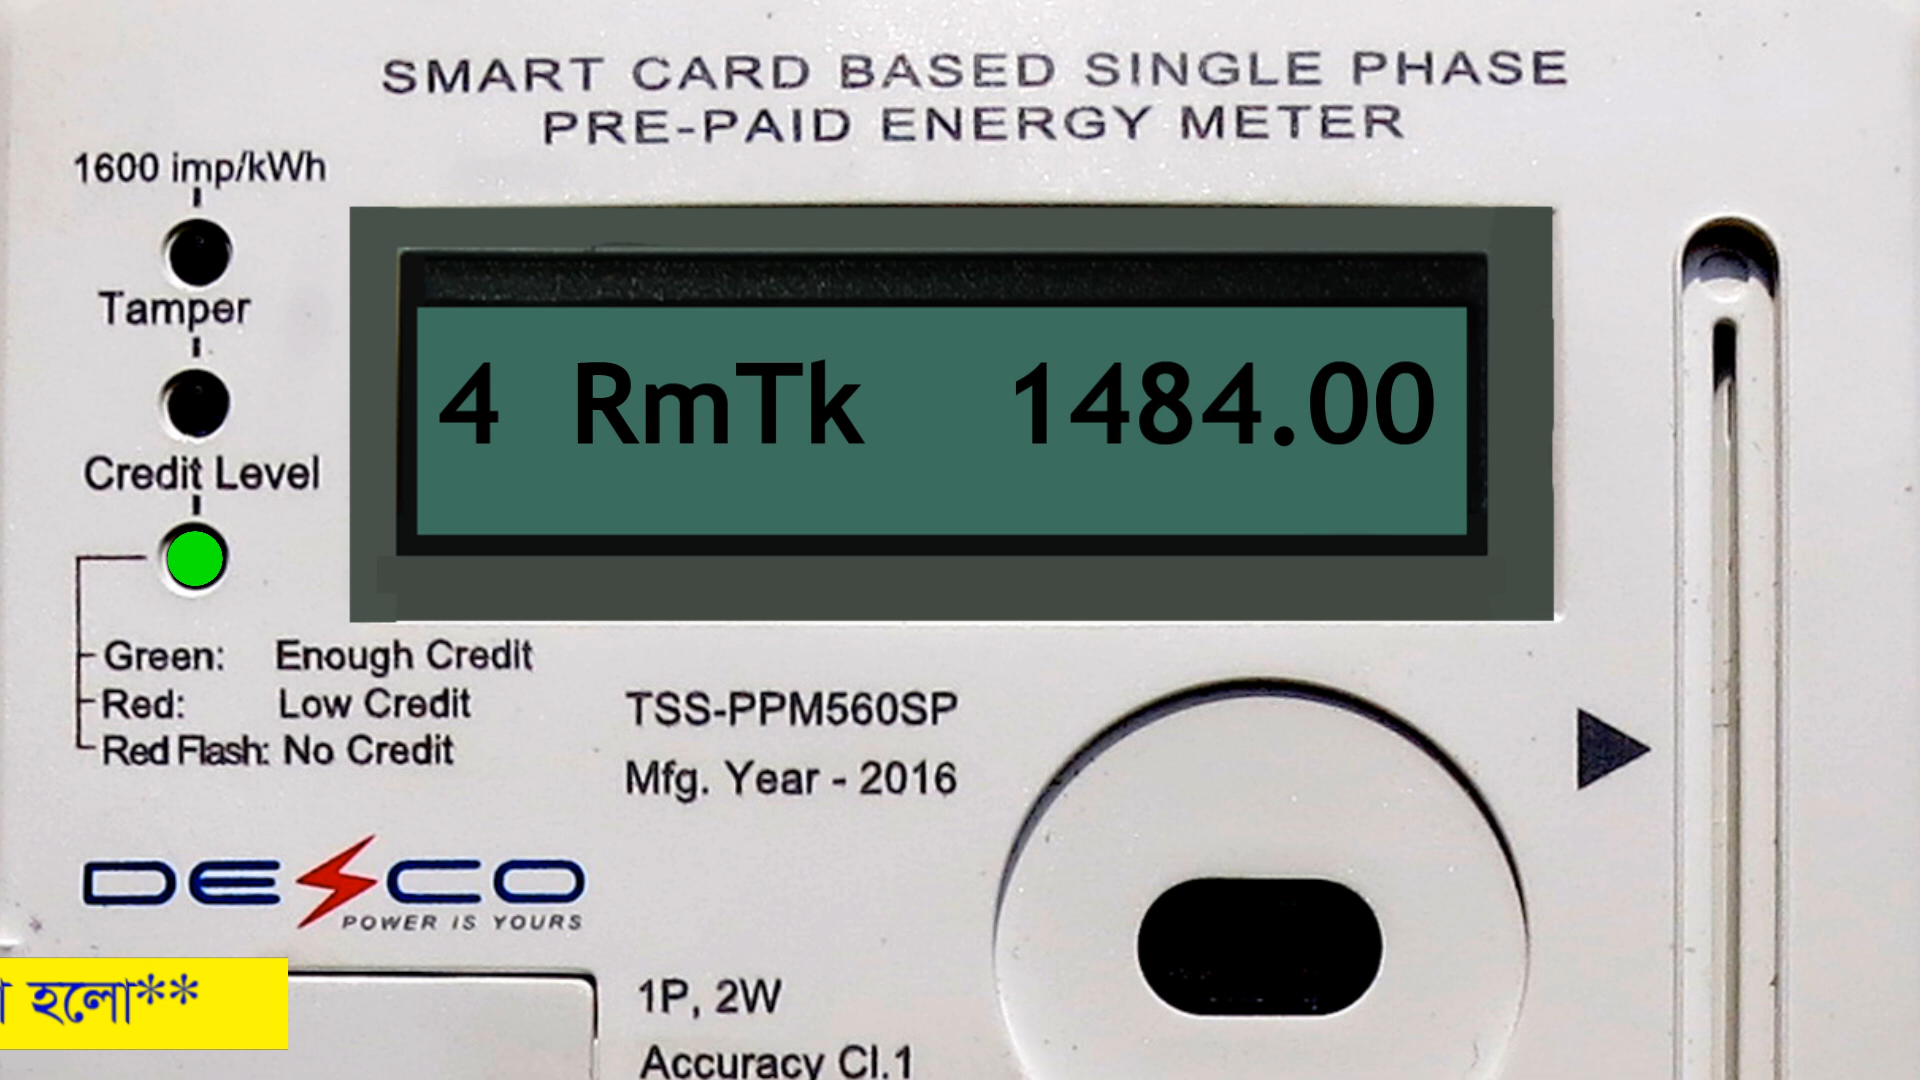 SMART CARD BASED SINGLE PHASE
PRE-PAID ENERGY METER
1600 imp/kWh
Tamper
Credit Level
4 RmTk 1484.00
Green: Enough Credit
Red: Low Credit
Red Flash: No Credit
TSS-PPM560SP
Mfg. Year - 2016
DESCO
POWER IS YOURS
হলো**
1P, 2W
Accuracy Cl.1